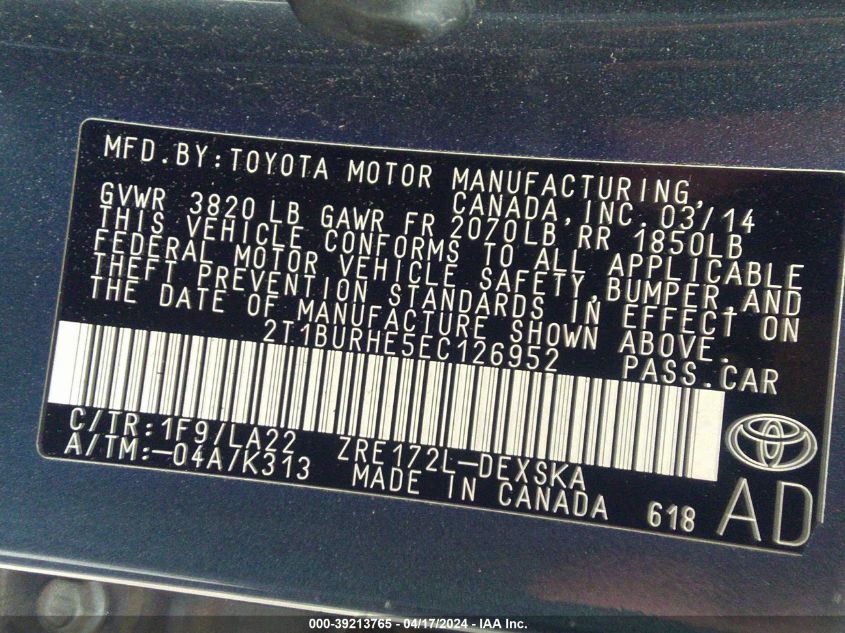 MFD.BY:TOYOTA MOTOR MANUFACTURING,
CANADA,INC. 03/14
GVWR 3820 LB GAWR FR 2070LB RR 1850LB
THIS VEHICLE CONFORMS TO ALL APPLICABLE
FEDERAL MOTOR VEHICLE SAFETY,BUMPER,AND
THEFT PREVENTION STANDARDS IN EFFECT ON
THE DATE OF MANUFACTURE SHOWN ABOVE.
2T1BURHE5EC126952 PASS.CAR
C/TR:1F9/LA22 ZRE172L-DEXSKA
A/TM:-04A/K313 MADE IN CANADA 618 AD
000-39213765 - 04/17/2024 - IAA Inc.